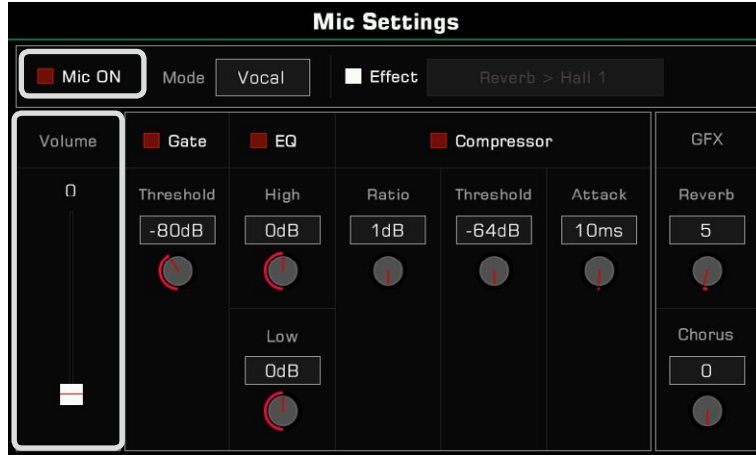 Mic Settings
Mic ON Mode Vocal Effect Reverb > Hall 1
Volume Gate EQ Compressor GFX
0 Threshold High Ratio Threshold Attack Reverb
-80dB 0dB 1dB -64dB 10ms 5
Low Chorus
0dB 0